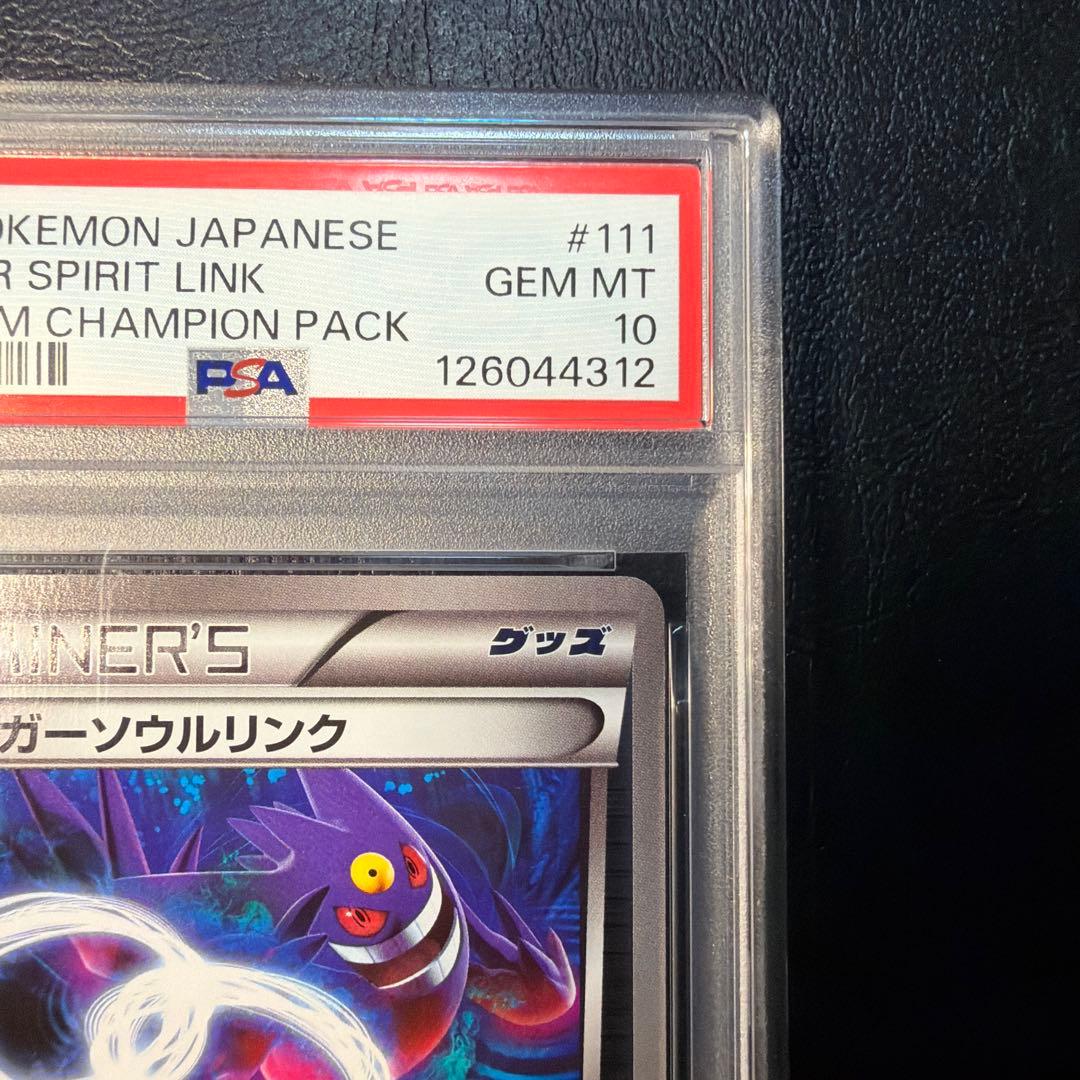 OKEMON JAPANESE #111
R SPIRIT LINK GEM MT
M CHAMPION PACK 10
PSA 126044312
INER'S グッズ
ガーソウルリンク